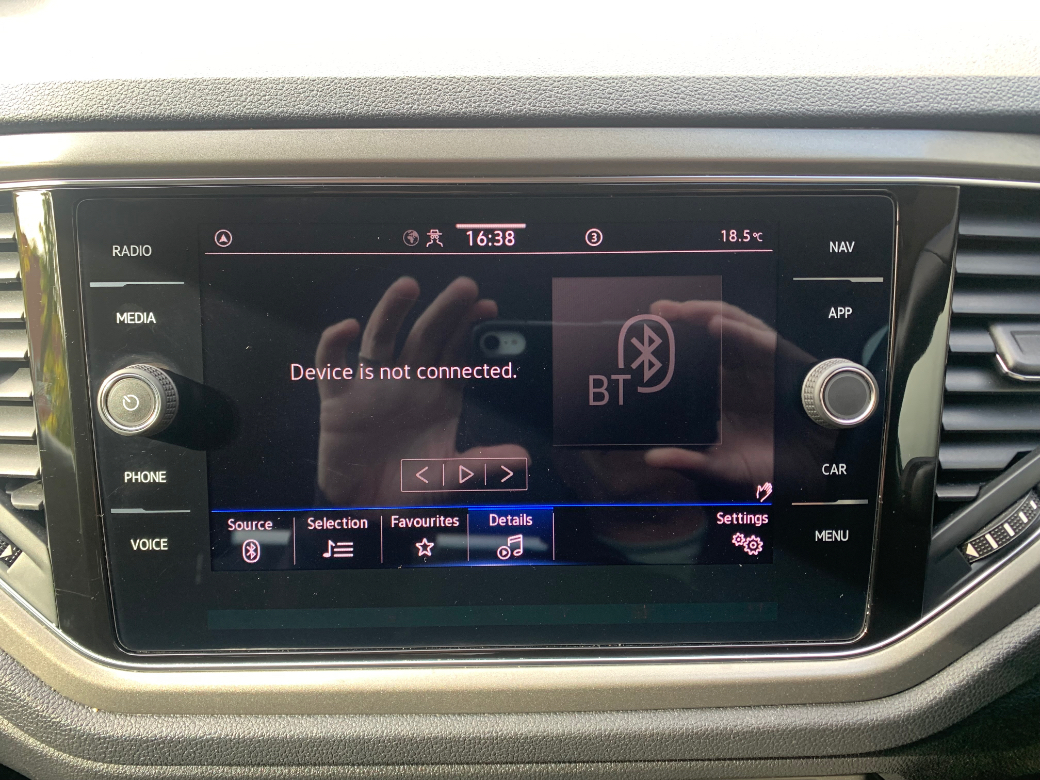 16:38
3
18.5°C
RADIO
MEDIA
PHONE
VOICE
Device is not connected.
BT
Source
Selection
Favourites
Details
Settings
NAV
APP
CAR
MENU